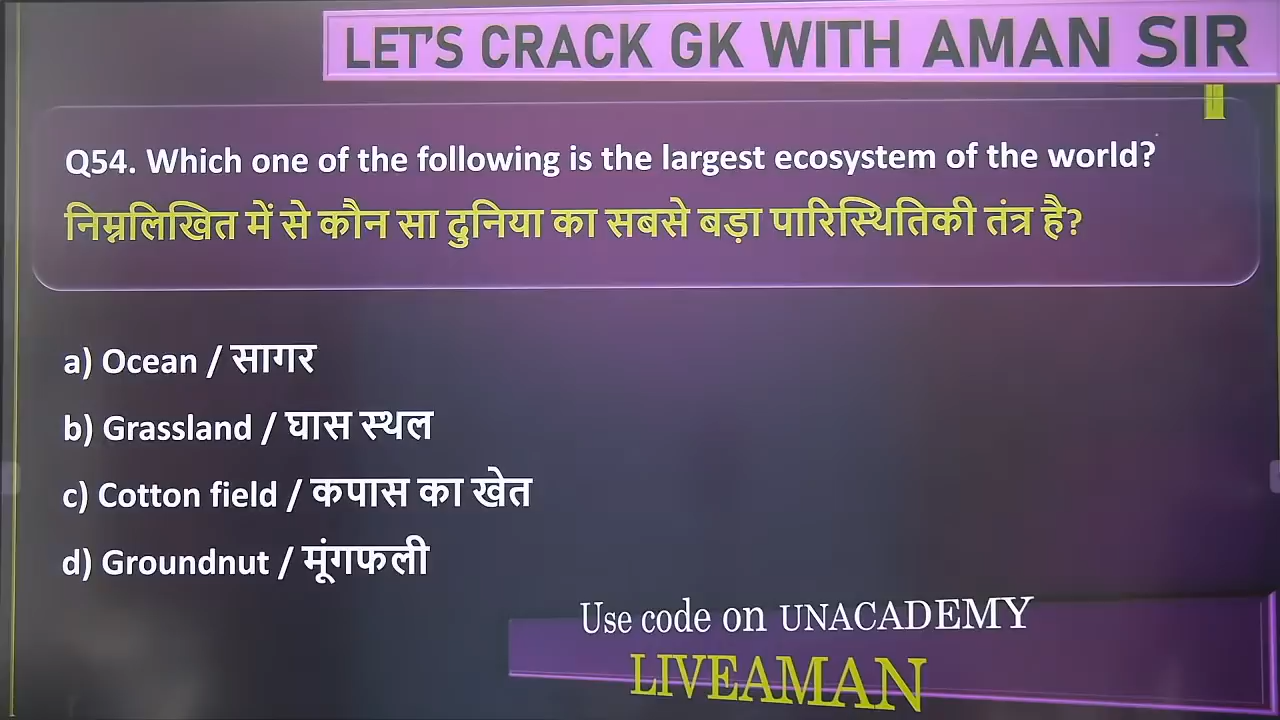 LET'S CRACK GK WITH AMAN SIR
Q54. Which one of the following is the largest ecosystem of the world?
निम्नलिखित में से कौन सा दुनिया का सबसे बड़ा पारिस्थितिकी तंत्र है?
a) Ocean / सागर
b) Grassland / घास स्थल
c) Cotton field / कपास का खेत
d) Groundnut / मूंगफली
Use code on UNACADEMY
LIVEAMAN